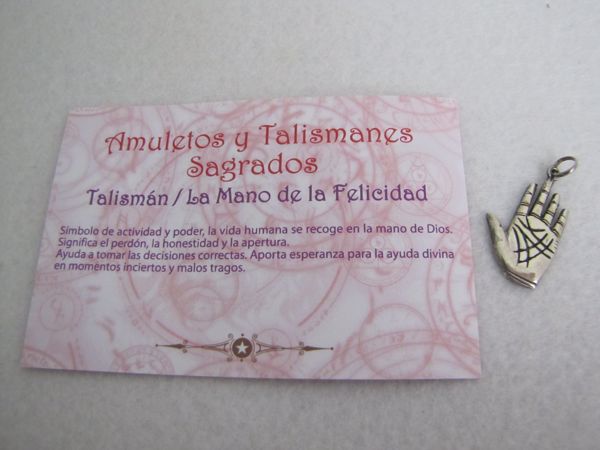 Amuletos y Talismanes
Sagrados
Talismán / La Mano de la Felicidad
Símbolo de actividad y poder, la vida humana se recoge en la mano de Dios.
Significa el perdón, la honestidad y la apertura.
Ayuda a tomar las decisiones correctas. Aporta esperanza para la ayuda divina
en momentos inciertos y malos tragos.